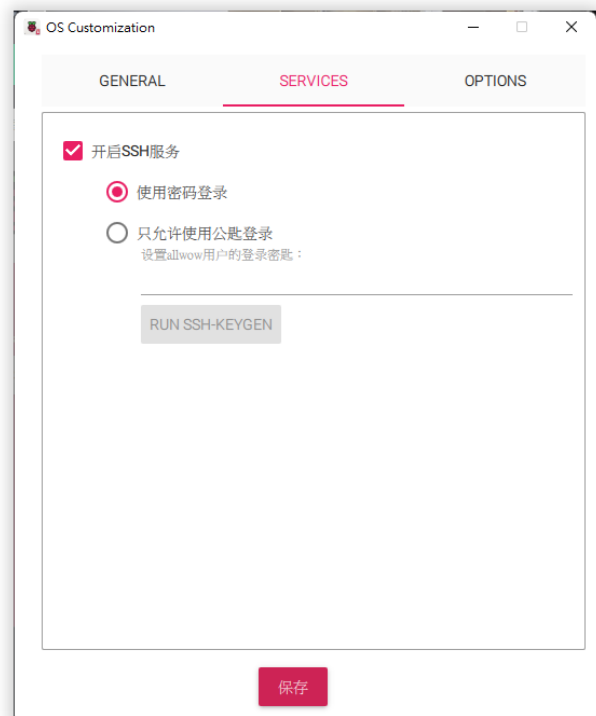 OS Customization
GENERAL SERVICES OPTIONS
开启SSH服务
使用密码登录
只允许使用公匙登录
设置allwow用户的登录密匙：
RUN SSH-KEYGEN
保存